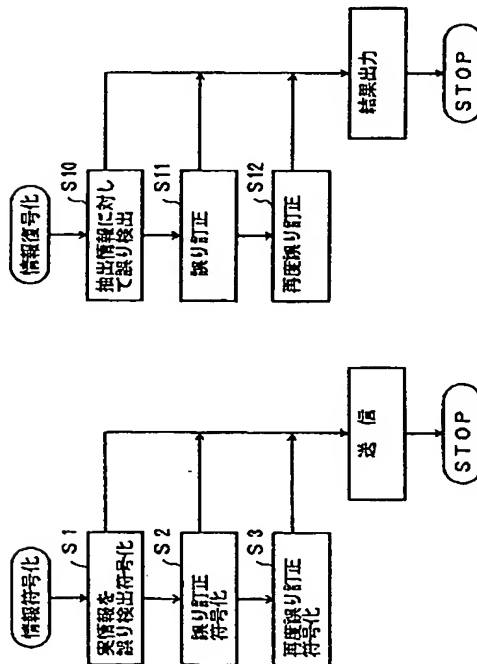 情報符号化
S1
実情報を
誤り検出符号化
S2
誤り訂正
符号化
S3
再度誤り訂正
符号化
送 信
STOP
情報復号化
S10
抽出情報に対し
て誤り検出
S11
誤り訂正
S12
再度誤り訂正
結果出力
STOP